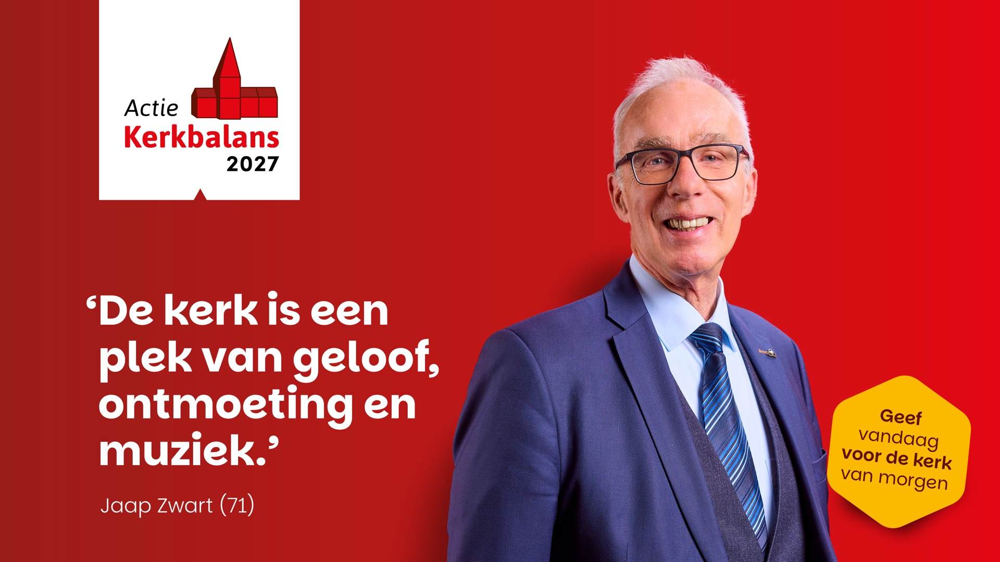 Actie
Kerkbalans
2027
‘De kerk is een
plek van geloof,
ontmoeting en
muziek.’
Jaap Zwart (71)
Geef
vandaag
voor de kerk
van morgen